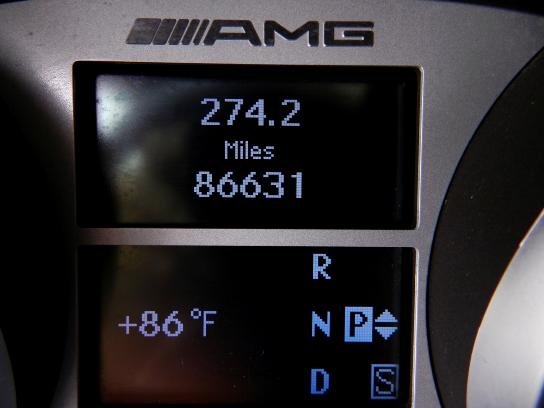 AMG
274.2
Miles
86631
R
+86 °F N P
D S